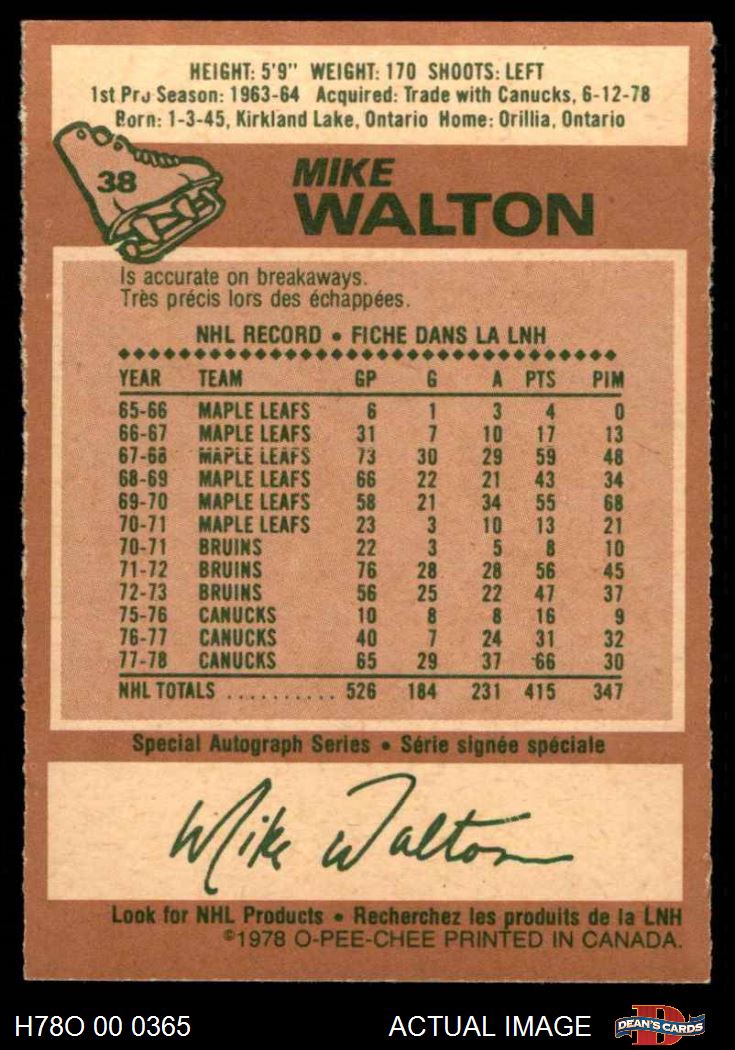 HEIGHT: 5'9" WEIGHT: 170 SHOOTS: LEFT
1st Pro Season: 1963-64 Acquired: Trade with Canucks, 6-12-78
Born: 1-3-45, Kirkland Lake, Ontario Home: Orillia, Ontario
38
MIKE
WALTON
Is accurate on breakaways.
Très précis lors des échappées.
NHL RECORD • FICHE DANS LA LNH
YEAR TEAM GP G A PTS PIM
65-66 MAPLE LEAFS 6 1 3 4 0
66-67 MAPLE LEAFS 31 7 10 17 13
67-68 MAPLE LEAFS 73 30 29 59 48
68-69 MAPLE LEAFS 66 22 21 43 34
69-70 MAPLE LEAFS 58 21 34 55 68
70-71 MAPLE LEAFS 23 3 10 13 21
70-71 BRUINS 22 3 5 8 10
71-72 BRUINS 76 28 28 56 45
72-73 BRUINS 56 25 22 47 37
75-76 CANUCKS 10 8 8 16 9
76-77 CANUCKS 40 7 24 31 32
77-78 CANUCKS 65 29 37 66 30
NHL TOTALS .......... 526 184 231 415 347
Special Autograph Series • Série signée spéciale
Mike Walton
Look for NHL Products • Recherchez les produits de la LNH
©1978 O-PEE-CHEE PRINTED IN CANADA.
H78O 00 0365 ACTUAL IMAGE DEAN'S CARDS